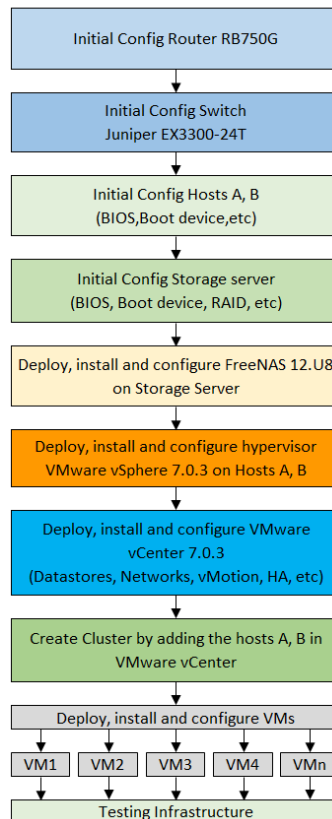 Initial Config Router RB750G
Initial Config Switch
Juniper EX3300-24T
Initial Config Hosts A, B
(BIOS,Boot device,etc)
Initial Config Storage server
(BIOS, Boot device, RAID, etc)
Deploy, install and configure FreeNAS 12.U8
on Storage Server
Deploy, install and configure hypervisor
VMware vSphere 7.0.3 on Hosts A, B
Deploy, install and configure VMware
vCenter 7.0.3
(Datastores, Networks, vMotion, HA, etc)
Create Cluster by adding the hosts A, B in
VMware vCenter
Deploy, install and configure VMs
VM1 VM2 VM3 VM4 VMn
Testing Infrastructure